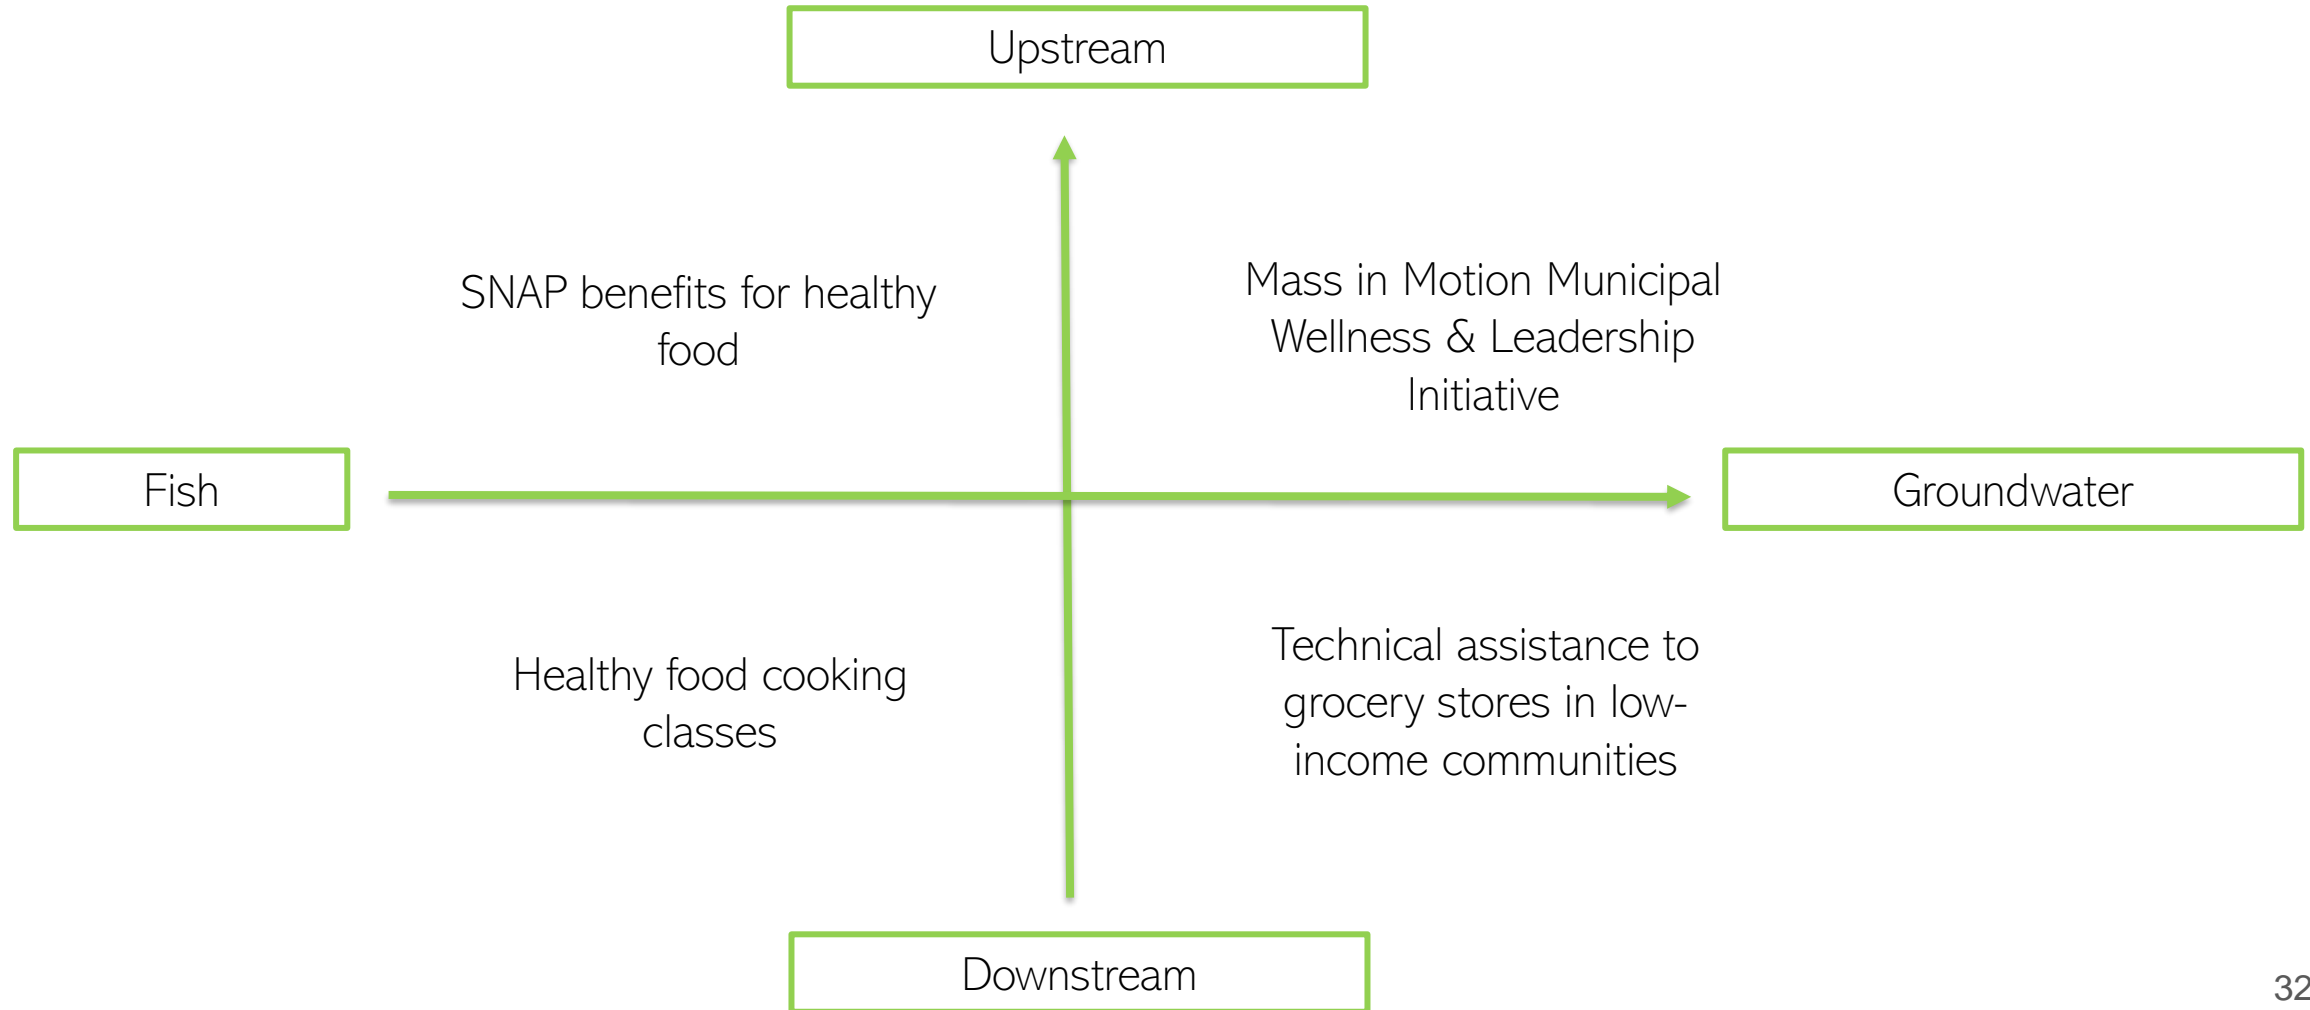 Upstream
SNAP benefits for healthy
food
Mass in Motion Municipal
Wellness & Leadership
Initiative
Fish
Groundwater
Healthy food cooking
classes
Technical assistance to
grocery stores in low-
income communities
Downstream
32